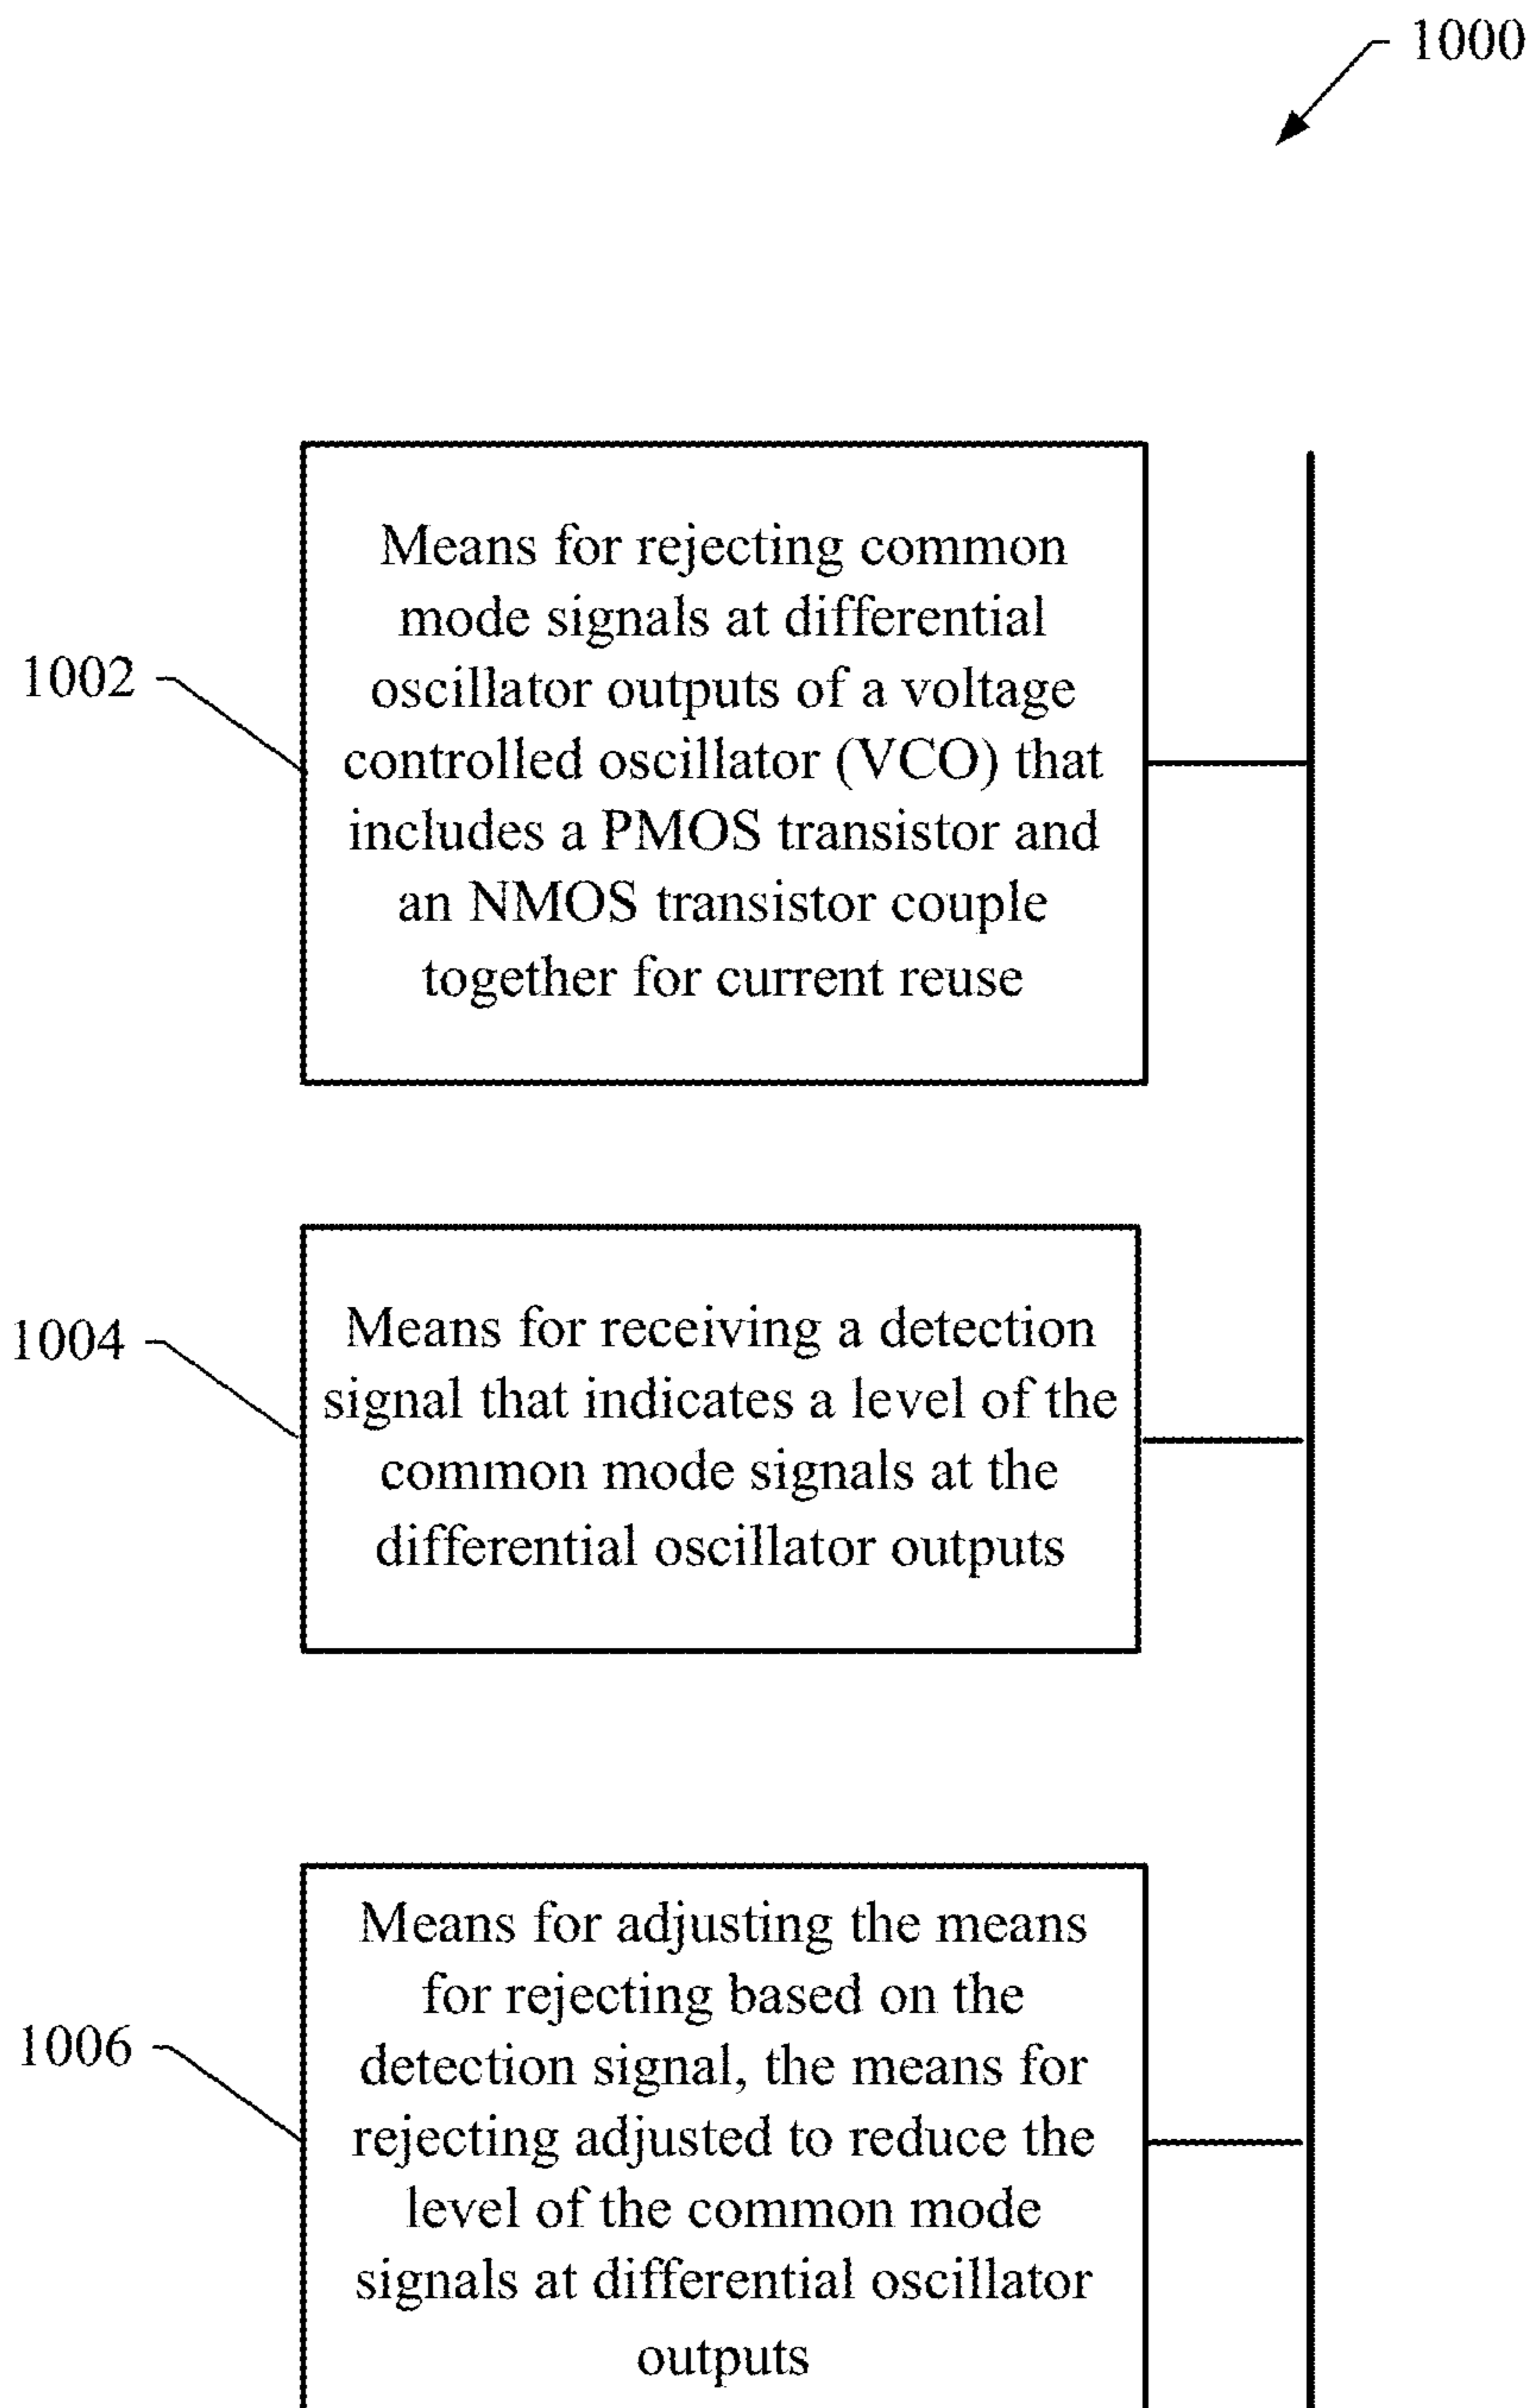 1000
Means for rejecting common
mode signals at differential
oscillator outputs of a voltage
controlled oscillator (VCO) that
includes a PMOS transistor and
an NMOS transistor couple
together for current reuse
1002
Means for receiving a detection
signal that indicates a level of the
common mode signals at the
differential oscillator outputs
1004
Means for adjusting the means
for rejecting based on the
detection signal, the means for
rejecting adjusted to reduce the
level of the common mode
signals at differential oscillator
outputs
1006